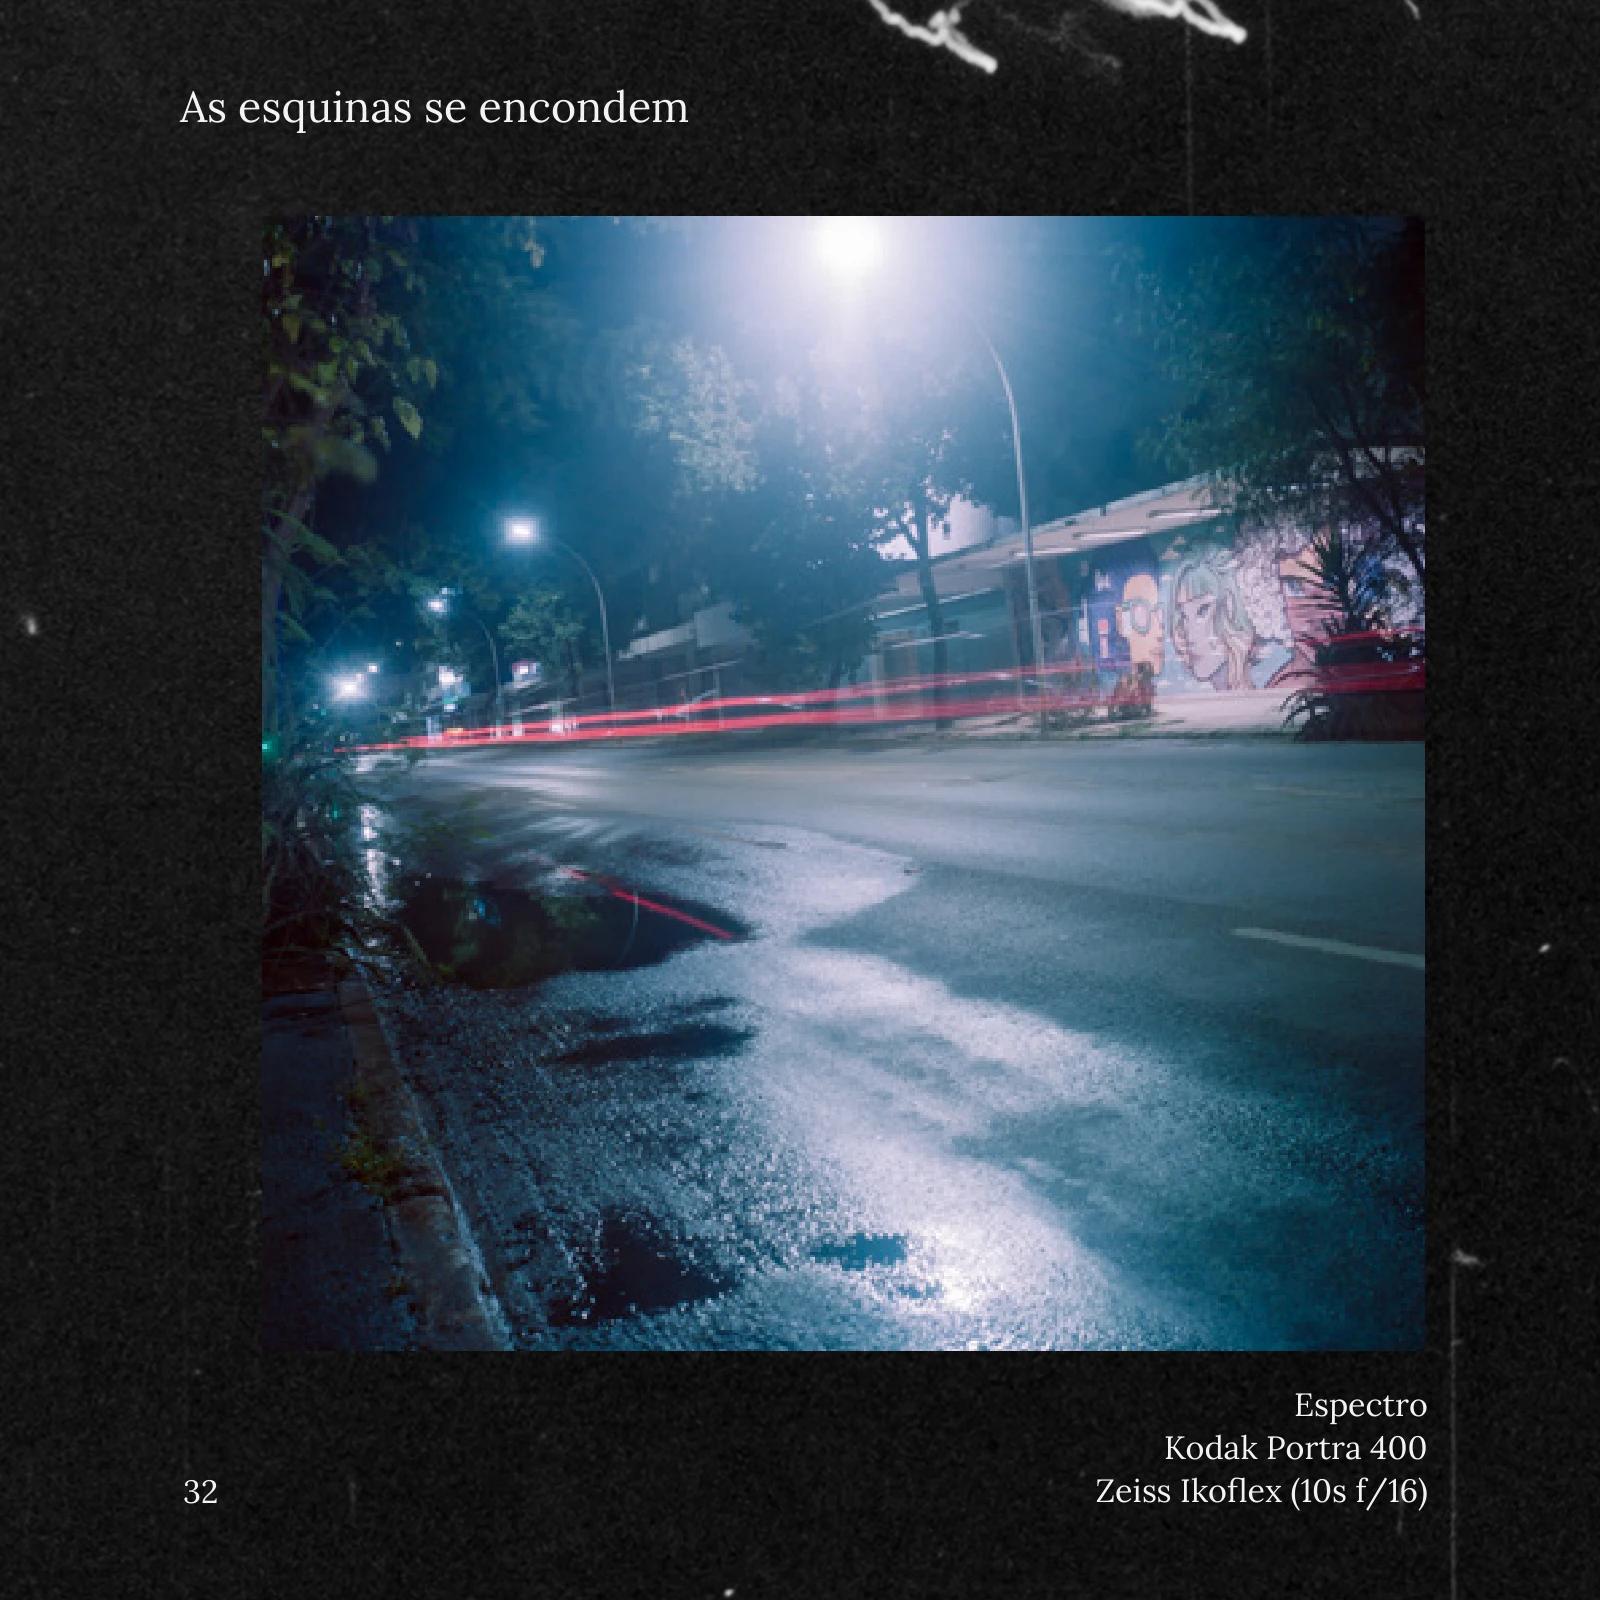 As esquinas se encondem
Espectro
Kodak Portra 400
Zeiss Ikoflex (10s f/16)
32